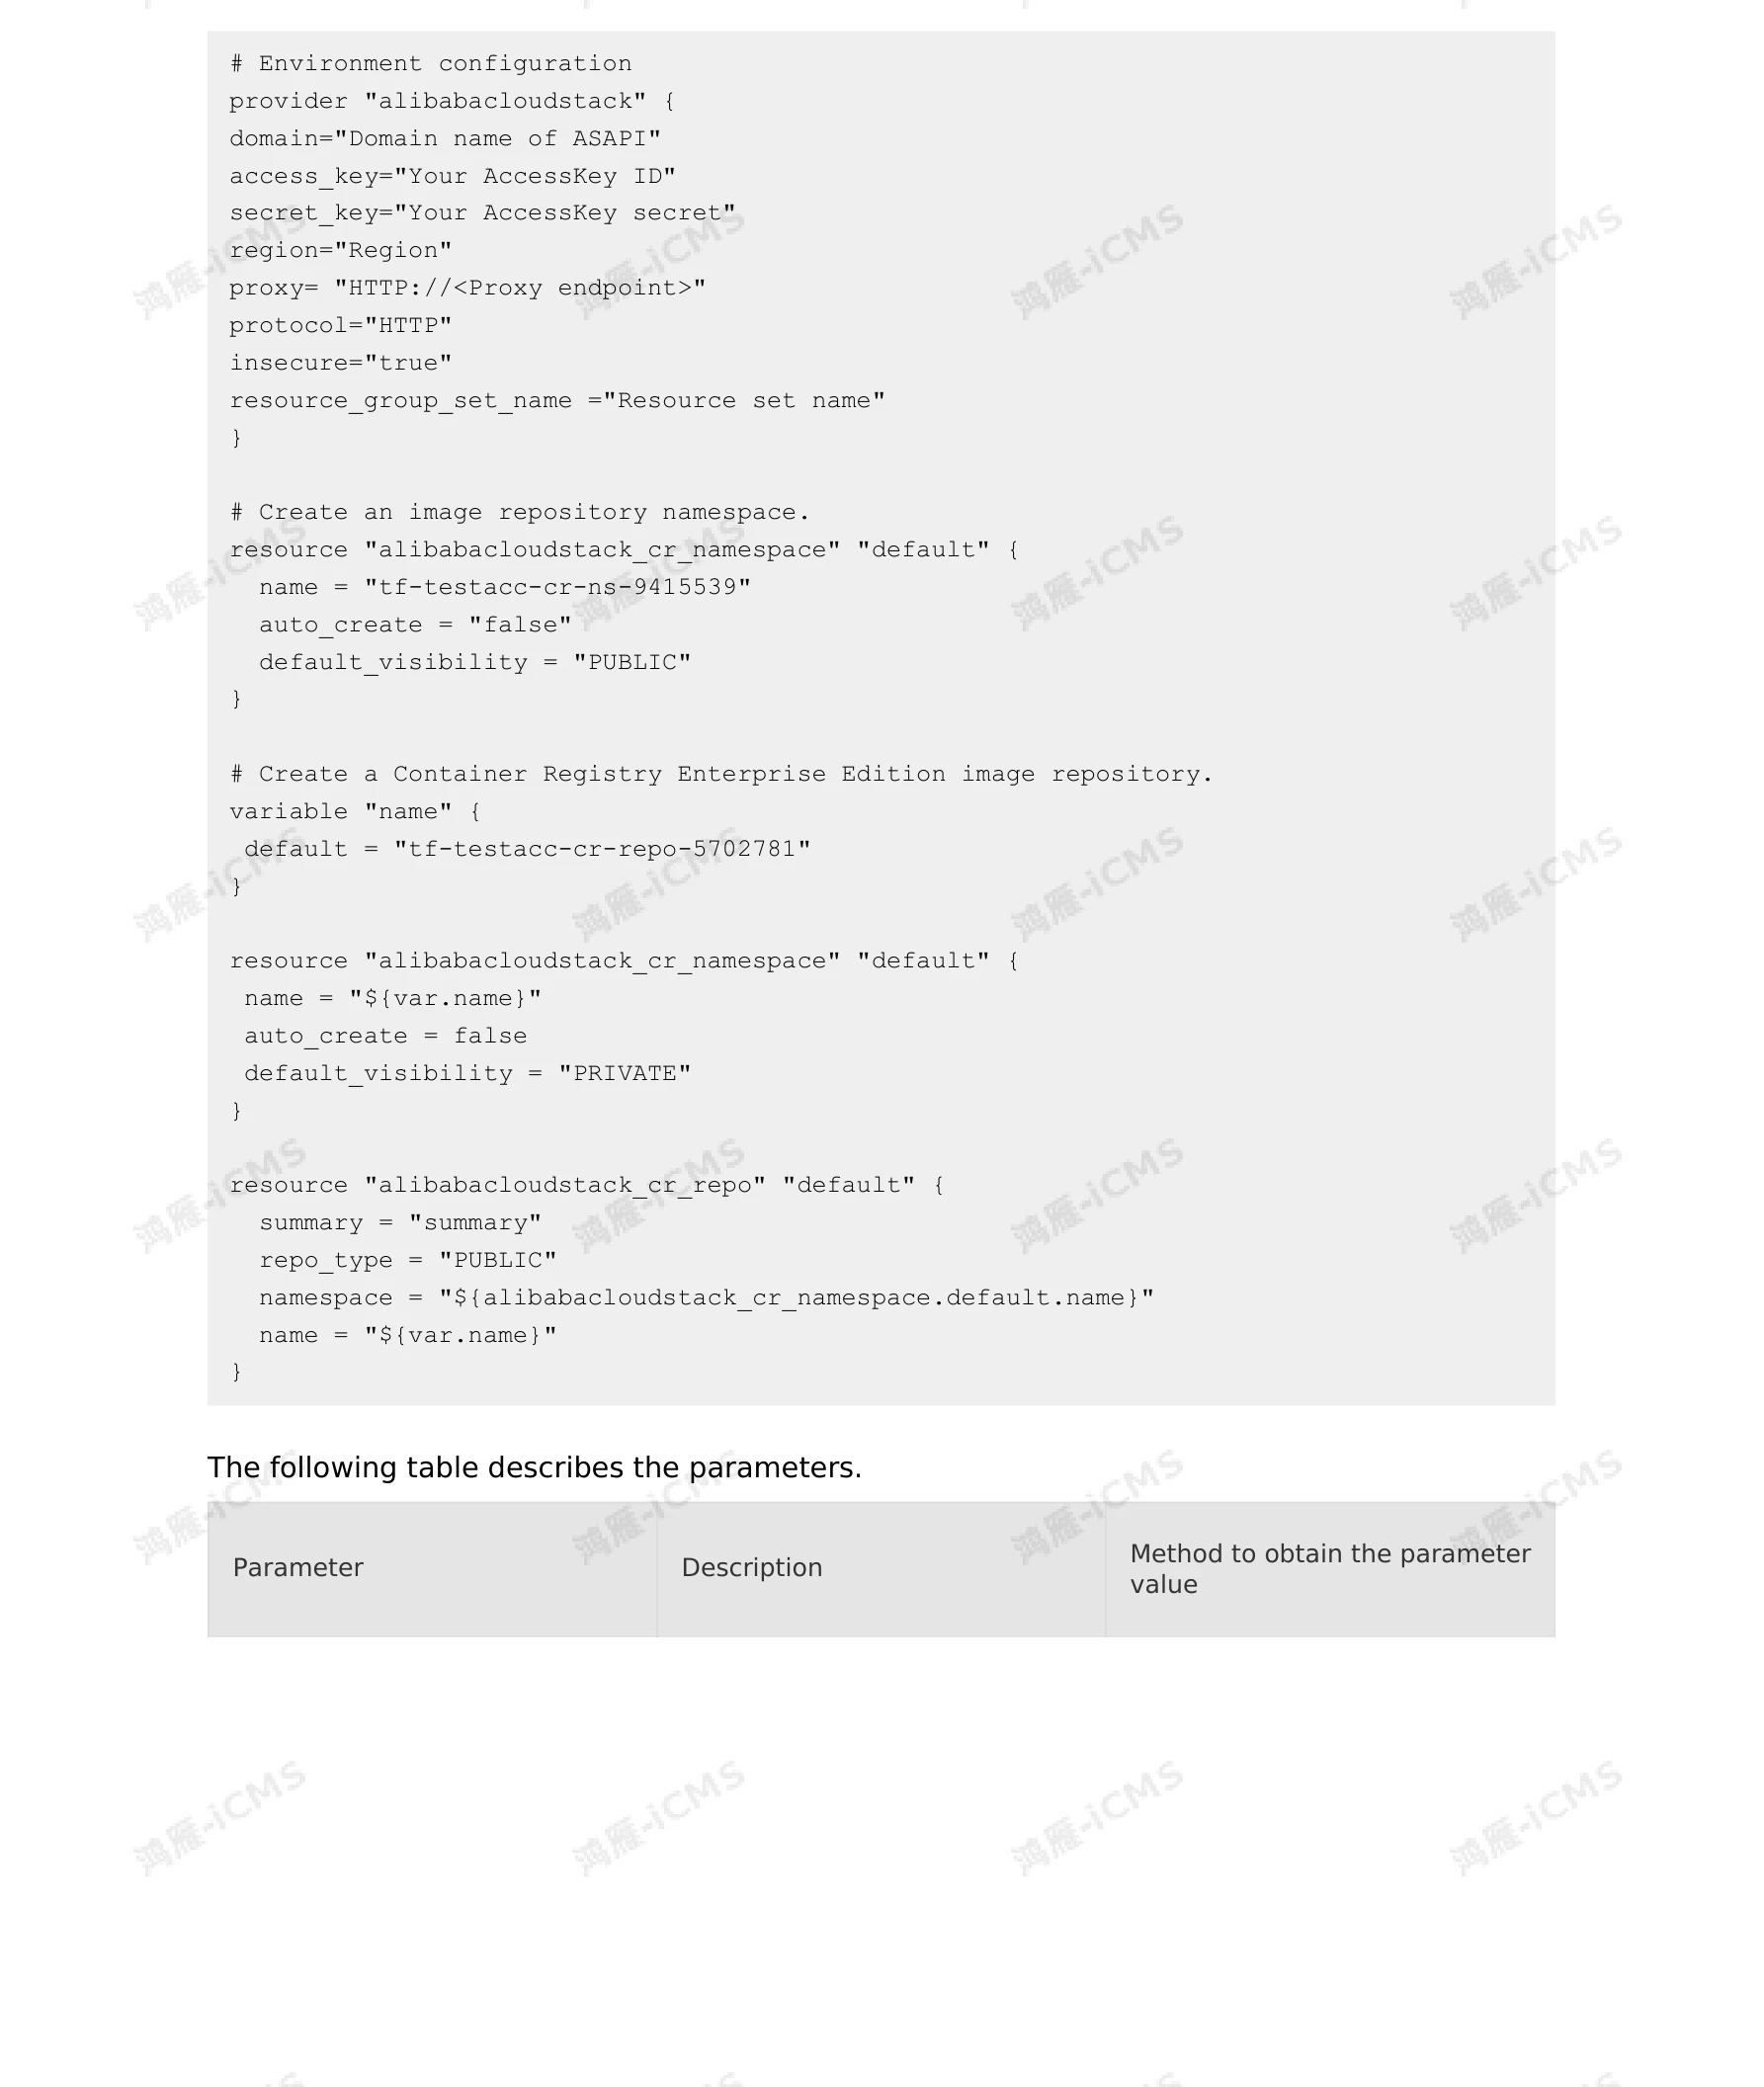 # Environment configuration
provider "alibabacloudstack" {
domain="Domain name of ASAPI"
access_key="Your AccessKey ID"
secret_key="Your AccessKey secret"
region="Region"
proxy= "HTTP://<Proxy endpoint>"
protocol="HTTP"
insecure="true"
resource_group_set_name ="Resource set name"
}

# Create an image repository namespace.
resource "alibabacloudstack_cr_namespace" "default" {
  name = "tf-testacc-cr-ns-9415539"
  auto_create = "false"
  default_visibility = "PUBLIC"
}

# Create a Container Registry Enterprise Edition image repository.
variable "name" {
 default = "tf-testacc-cr-repo-5702781"
}

resource "alibabacloudstack_cr_namespace" "default" {
 name = "${var.name}"
 auto_create = false
 default_visibility = "PRIVATE"
}

resource "alibabacloudstack_cr_repo" "default" {
  summary = "summary"
  repo_type = "PUBLIC"
  namespace = "${alibabacloudstack_cr_namespace.default.name}"
  name = "${var.name}"
}
The following table describes the parameters.
Parameter
Description
Method to obtain the parameter
value
鸿雁-iCMS